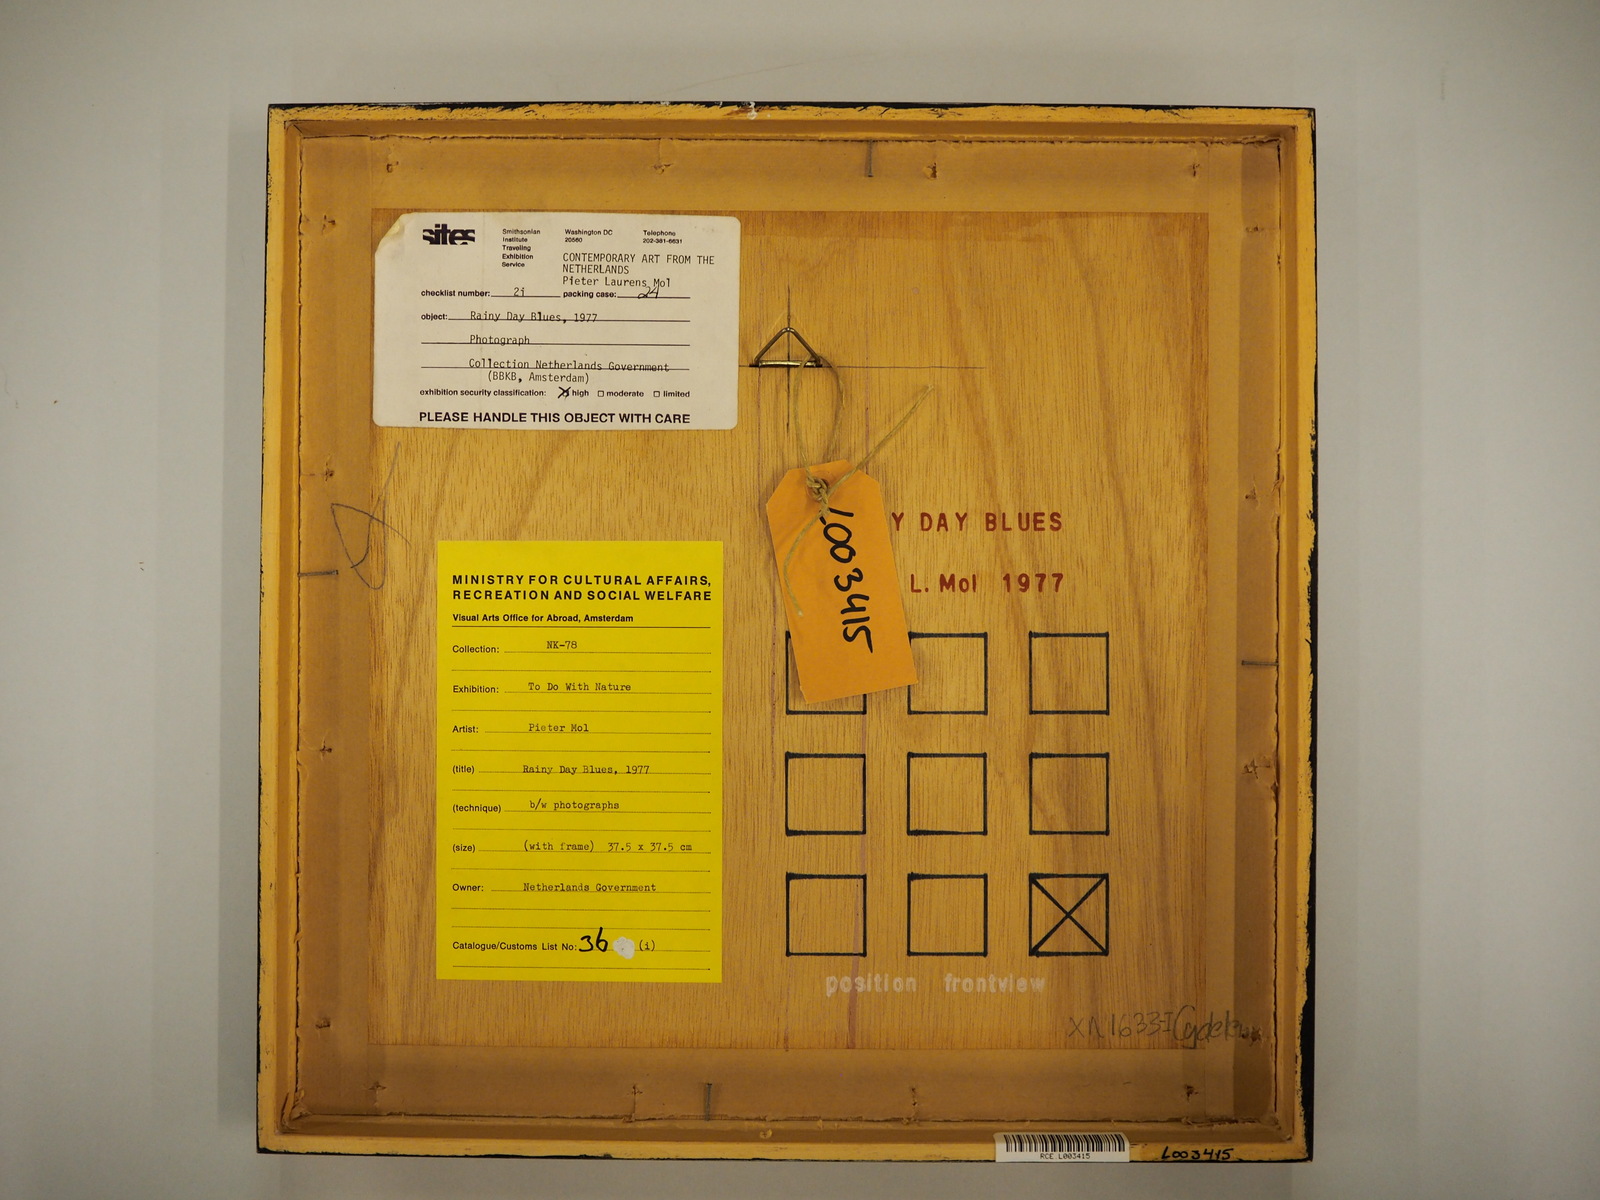 sites
Smithsonian
Institute
Traveling
Exhibition
Service
Washington DC
20560
Telephone
202-381-6631
CONTEMPORARY ART FROM THE
NETHERLANDS
Pieter Laurens Mol
checklist number: 2i packing case: 24
object: Rainy Day Blues, 1977
Photograph
Collection Netherlands Government
(BBKB, Amsterdam)
exhibition security classification: high moderate limited
PLEASE HANDLE THIS OBJECT WITH CARE
L003415
Y DAY BLUES
L. Mol 1977
MINISTRY FOR CULTURAL AFFAIRS,
RECREATION AND SOCIAL WELFARE
Visual Arts Office for Abroad, Amsterdam
Collection: NK-78
Exhibition: To Do With Nature
Artist: Pieter Mol
(title) Rainy Day Blues, 1977
(technique) b/w photographs
(size) (with frame) 37.5 x 37.5 cm
Owner: Netherlands Government
Catalogue/Customs List No: 36 (i)
position frontview
RCE L003415
L003415